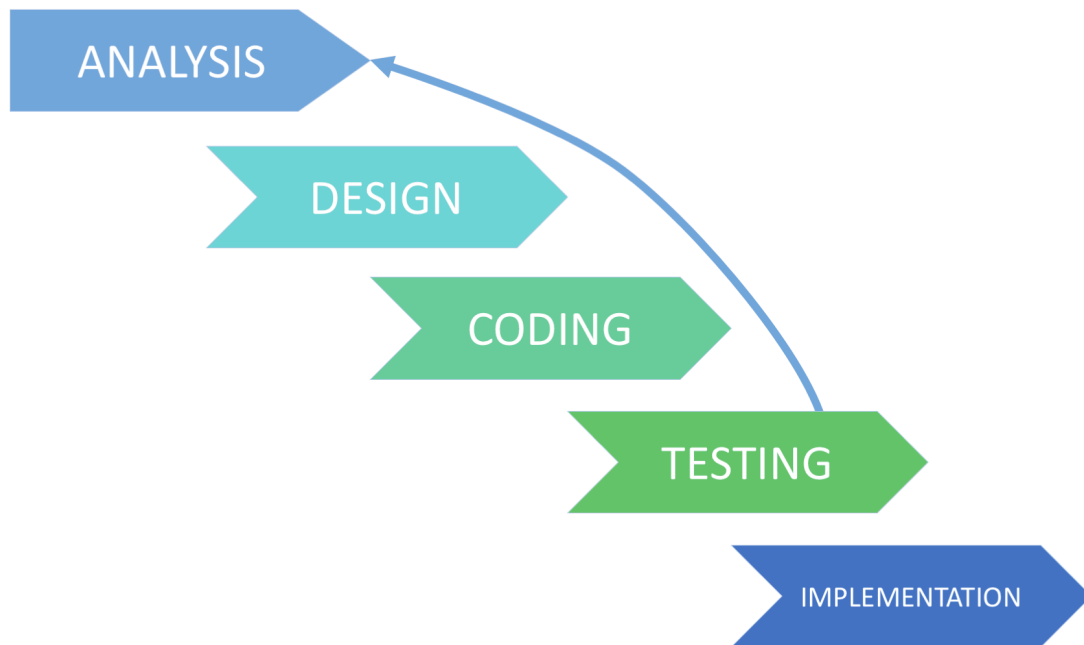 ANALYSIS
DESIGN
CODING
TESTING
IMPLEMENTATION